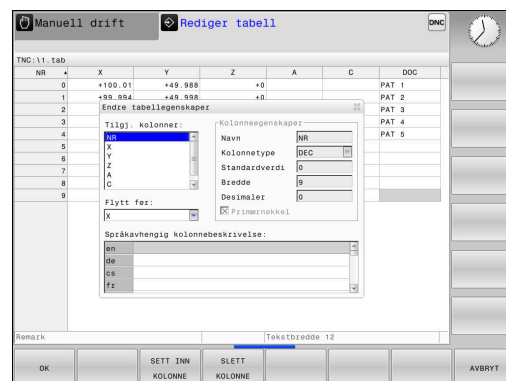 Manuell drift
Rediger tabell
DNC
TNC:\1.tab
NR X Y Z A C DOC
0 +100.01 +49.988 +0 PAT 1
1 +99.994 +49.998 +0 PAT 2
2 PAT 3
3 PAT 4
4 PAT 5
5
6
7
8
9
Endre tabellegenskaper
Tilgj. kolonner:
NR
X
Y
Z
A
C
Flytt før:
X
Kolonneegenskaper
Navn NR
Kolonnetype DEC
Standardverdi 0
Bredde 9
Desimaler 0
Primærnøkkel
Språkavhengig kolonnebeskrivelse:
en
de
cs
fr
Remark
Tekstbredde 12
OK
SETT INN KOLONNE
SLETT KOLONNE
AVBRYT